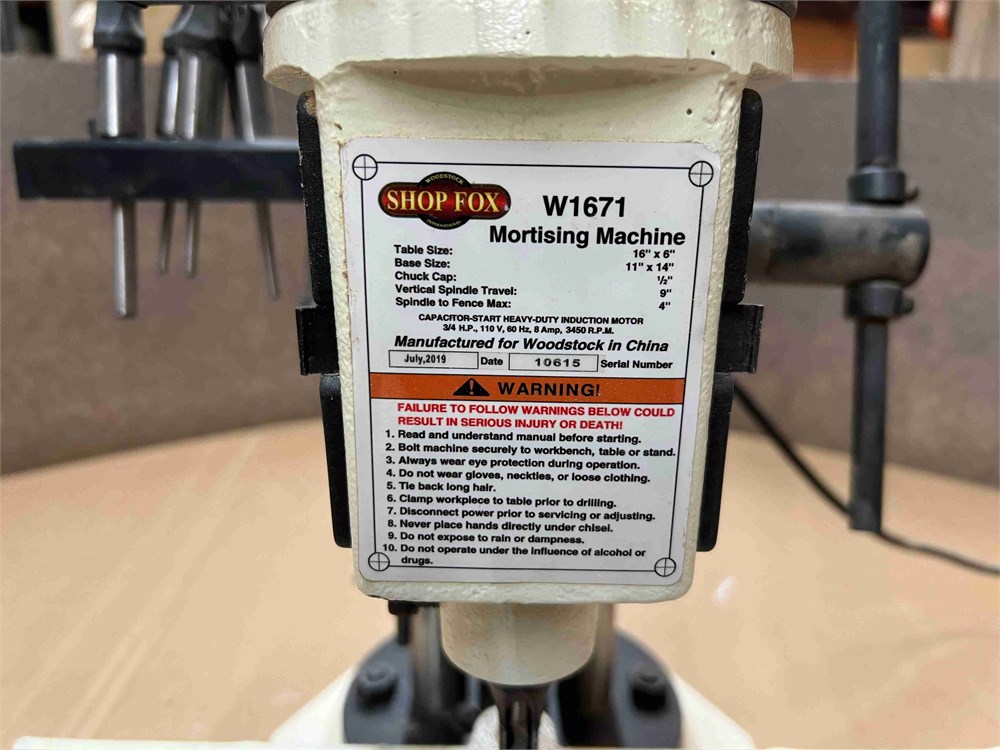 WOODSTOCK
SHOP FOX
INTERNATIONAL
W1671
Mortising Machine
Table Size: 16" x 6"
Base Size: 11" x 14"
Chuck Cap: ½"
Vertical Spindle Travel: 9"
Spindle to Fence Max: 4"
CAPACITOR-START HEAVY-DUTY INDUCTION MOTOR
3/4 H.P., 110 V, 60 Hz, 8 Amp, 3450 R.P.M.
Manufactured for Woodstock in China
July,2019 Date 10615 Serial Number
WARNING!
FAILURE TO FOLLOW WARNINGS BELOW COULD
RESULT IN SERIOUS INJURY OR DEATH!
1. Read and understand manual before starting.
2. Bolt machine securely to workbench, table or stand.
3. Always wear eye protection during operation.
4. Do not wear gloves, neckties, or loose clothing.
5. Tie back long hair.
6. Clamp workpiece to table prior to drilling.
7. Disconnect power prior to servicing or adjusting.
8. Never place hands directly under chisel.
9. Do not expose to rain or dampness.
10. Do not operate under the influence of alcohol or
drugs.